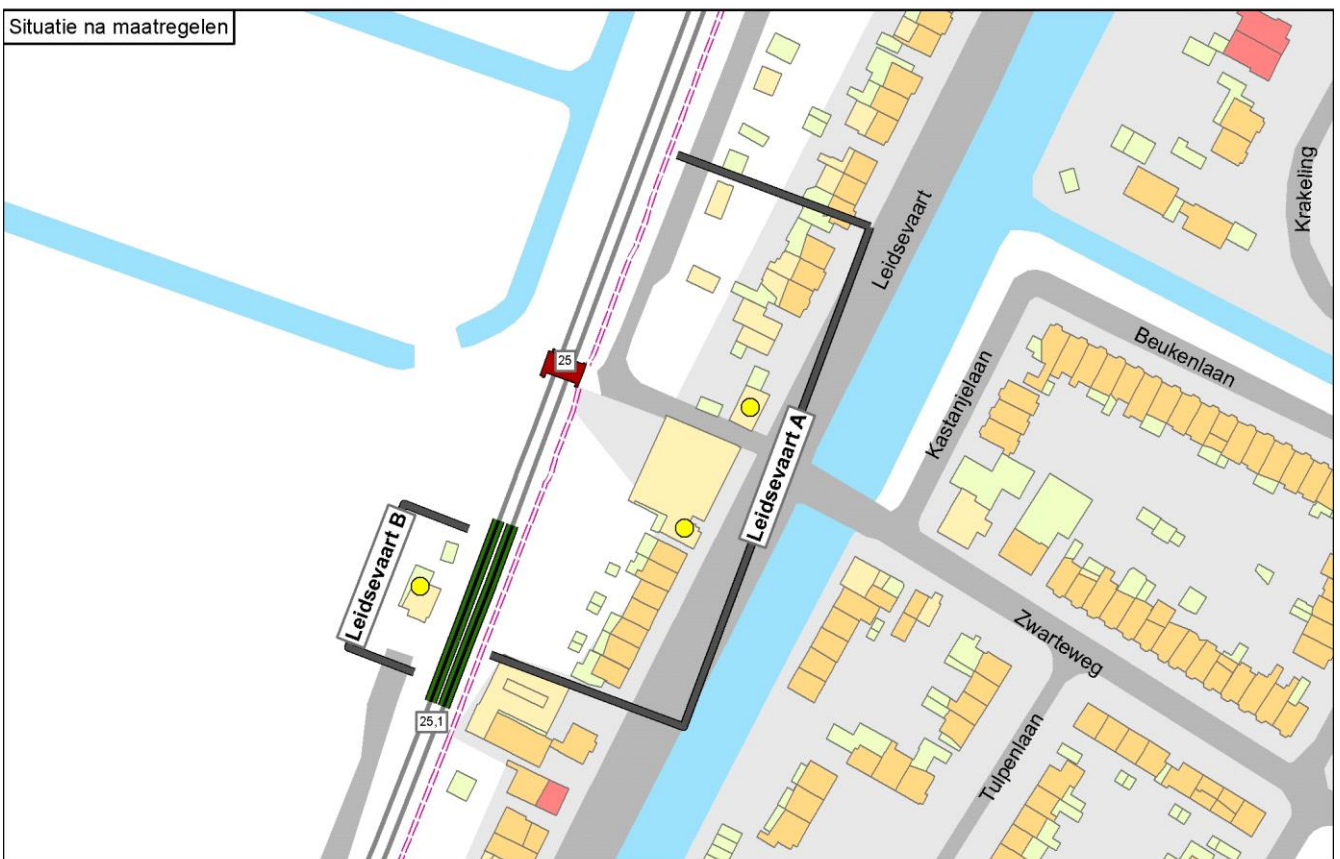 Situatie na maatregelen
Krakeling
Leidsevaart
25
Beukenlaan
Kastanjelaan
Leidsevaart A
Leidsevaart B
Zwarteweg
25,1
Tulpenlaan